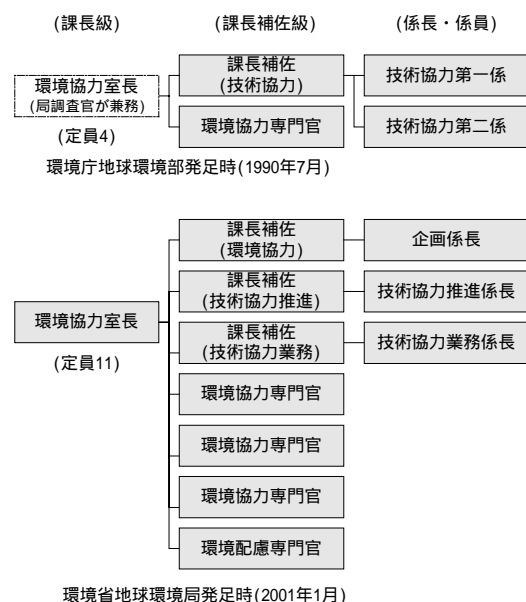 (課長級) (課長補佐級) (係長・係員)
課長補佐
(技術協力)
技術協力第一係
環境協力室長
(局調査官が兼務)
環境協力専門官
技術協力第二係
(定員4)
環境庁地球環境部発足時(1990年7月)
課長補佐
(環境協力)
企画係長
課長補佐
(技術協力推進)
技術協力推進係長
環境協力室長
課長補佐
(技術協力業務)
技術協力業務係長
(定員11)
環境協力専門官
環境協力専門官
環境協力専門官
環境配慮専門官
環境省地球環境局発足時(2001年1月)